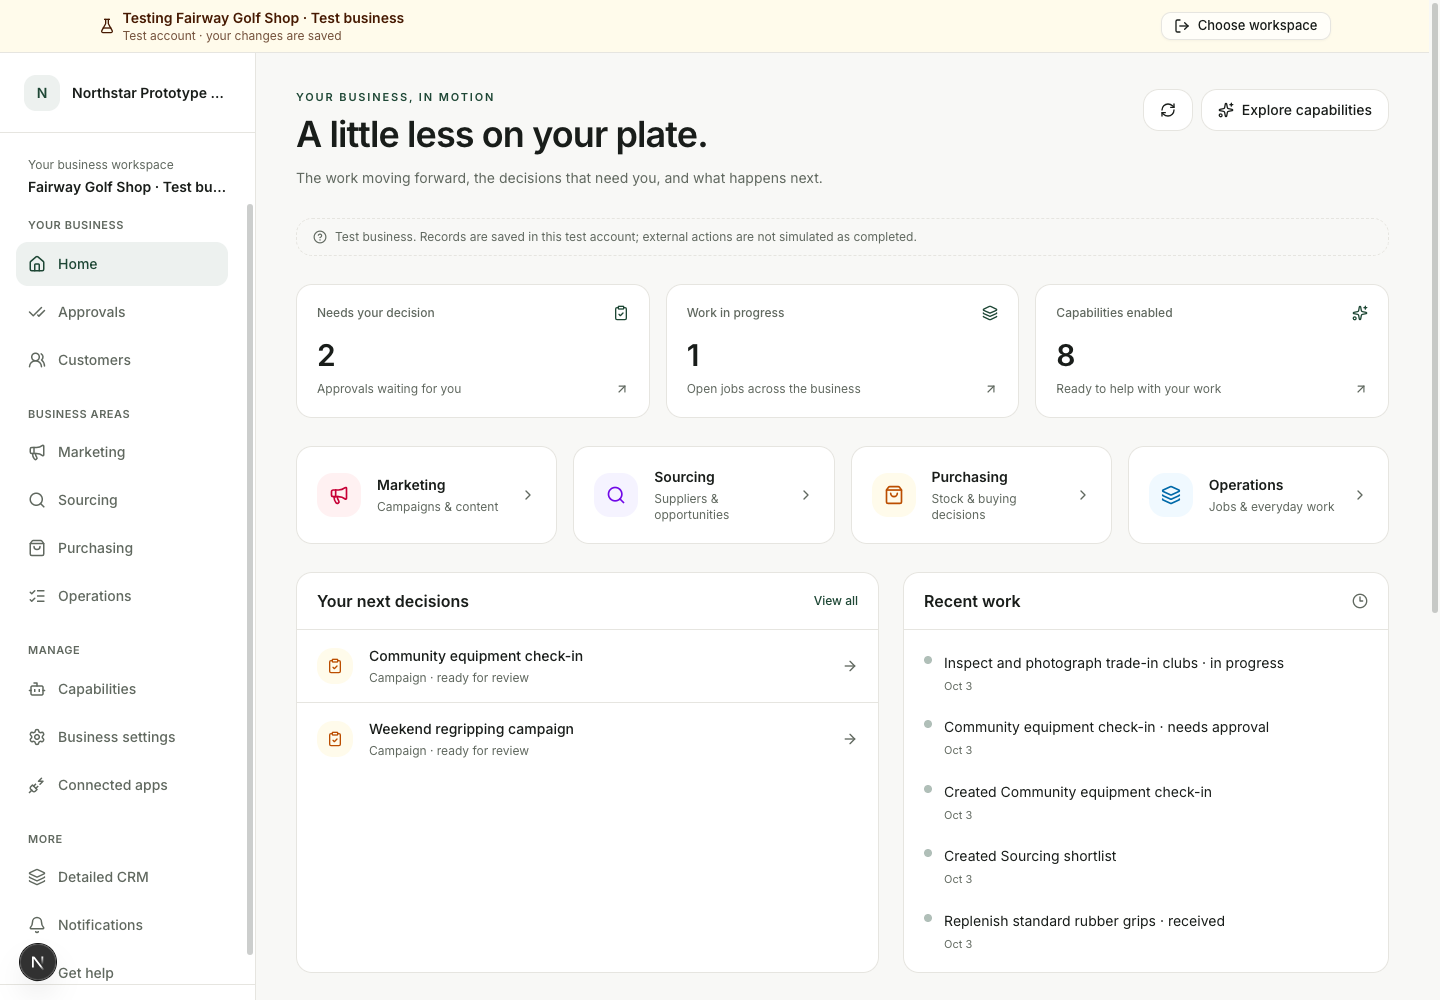 Testing Fairway Golf Shop · Test business
Test account · your changes are saved
Choose workspace
N
Northstar Prototype ...
Your business workspace
Fairway Golf Shop · Test bu...
YOUR BUSINESS
Home
Approvals
Customers
BUSINESS AREAS
Marketing
Sourcing
Purchasing
Operations
MANAGE
Capabilities
Business settings
Connected apps
MORE
Detailed CRM
Notifications
N
Get help
YOUR BUSINESS, IN MOTION
A little less on your plate.
The work moving forward, the decisions that need you, and what happens next.
Explore capabilities
Test business. Records are saved in this test account; external actions are not simulated as completed.
Needs your decision
2
Approvals waiting for you
Work in progress
1
Open jobs across the business
Capabilities enabled
8
Ready to help with your work
Marketing
Campaigns & content
Sourcing
Suppliers &
opportunities
Purchasing
Stock & buying
decisions
Operations
Jobs & everyday work
Your next decisions
View all
Community equipment check-in
Campaign · ready for review
Weekend regripping campaign
Campaign · ready for review
Recent work
Inspect and photograph trade-in clubs · in progress
Oct 3
Community equipment check-in · needs approval
Oct 3
Created Community equipment check-in
Oct 3
Created Sourcing shortlist
Oct 3
Replenish standard rubber grips · received
Oct 3